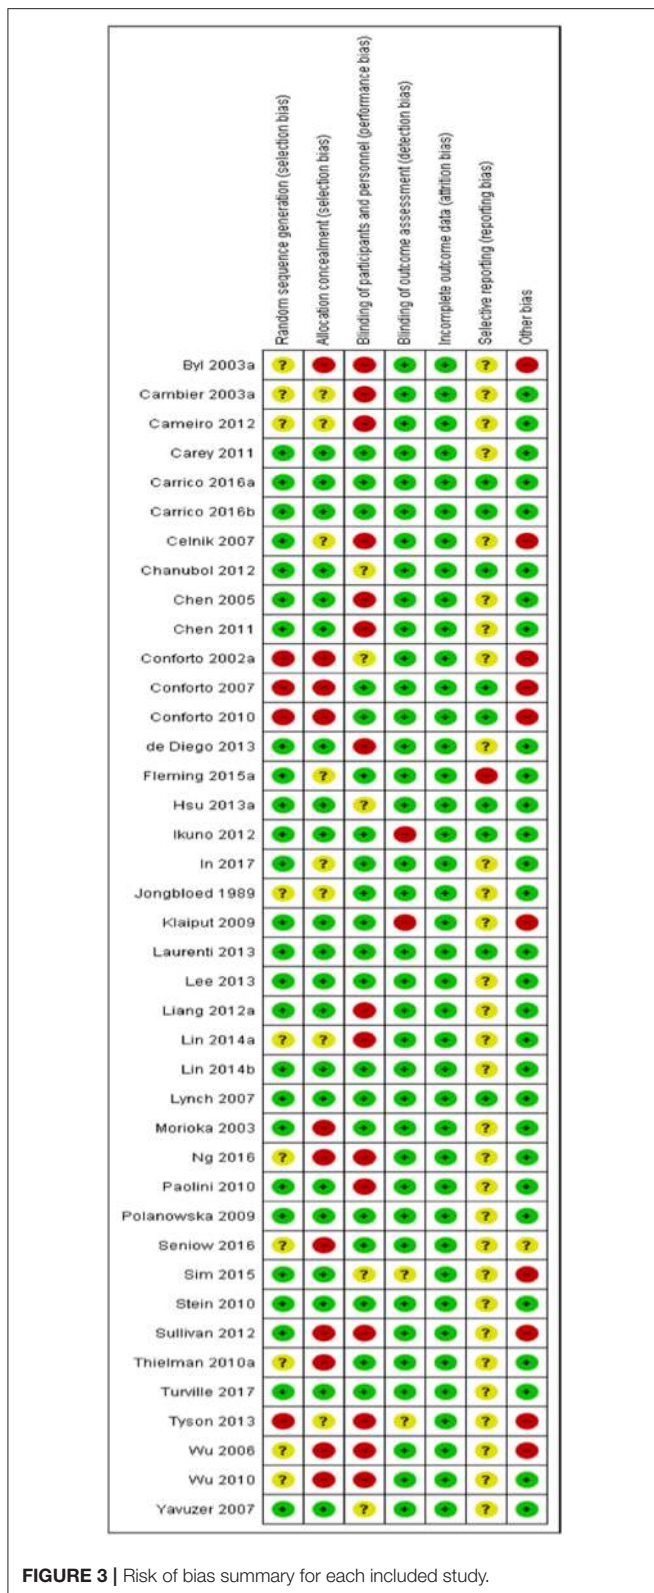 Random sequence generation (selection bias)
Allocation concealment (selection bias)
Blinding of participants and personnel (performance bias)
Blinding of outcome assessment (detection bias)
Incomplete outcome data (attrition bias)
Selective reporting (reporting bias)
Other bias
Byl 2003a ? - - + + ? -
Cambier 2003a ? ? - + + ? +
Cameiro 2012 ? ? - + + ? +
Carey 2011 + + + + + ? +
Carrico 2016a + + + + + + +
Carrico 2016b + + + + + + +
Celnik 2007 + ? - + + ? -
Chanubol 2012 + + ? + + + +
Chen 2005 + + - + + ? +
Chen 2011 + + - + + ? +
Conforto 2002a - - ? + + ? -
Conforto 2007 - - + + + + -
Conforto 2010 - - + + + + -
de Diego 2013 + + - + + ? +
Fleming 2015a + ? + + + - +
Hsu 2013a + + ? + + + +
Ikuno 2012 + + + - + + +
In 2017 + ? + + + ? +
Jongbloed 1989 ? ? + + + ? +
Klaiput 2009 + + + - + ? -
Laurenti 2013 + + + + + + +
Lee 2013 + + + + + ? +
Liang 2012a + + - + + ? +
Lin 2014a ? ? - + + ? +
Lin 2014b + + + + + ? +
Lynch 2007 + + + + + + +
Morioka 2003 + - + + + ? +
Ng 2016 ? - - + + ? +
Paolini 2010 + + - + + ? +
Polanowska 2009 + + + + + ? +
Seniow 2016 ? - + + + ? ?
Sim 2015 + + ? ? + ? -
Stein 2010 + + + + + ? +
Sullivan 2012 + - - + + ? -
Thielman 2010a ? - + + + ? +
Turville 2017 + + + + + ? +
Tyson 2013 - ? - ? + ? -
Wu 2006 ? - - + + ? -
Wu 2010 ? - - + + ? +
Yavuzer 2007 + + ? + + ? +
FIGURE 3 | Risk of bias summary for each included study.